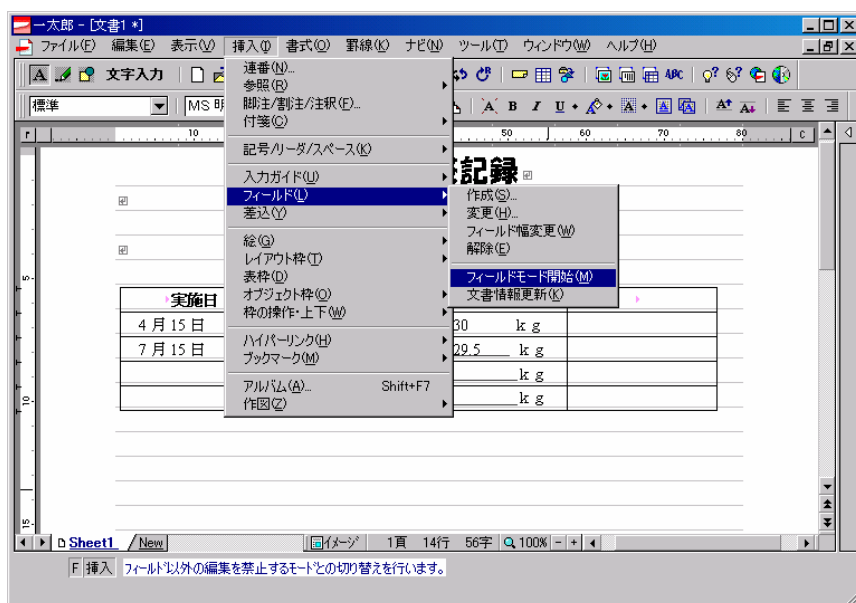 一太郎 - [文書1 *]
ファイル(F) 編集(E) 表示(V) 挿入(I) 書式(O) 罫線(K) ナビ(N) ツール(T) ウィンドウ(W) ヘルプ(H)
文字入力
標準 MS 明
連番(N)...
参照(R)
脚注/割注/注釈(F)...
付箋(C)
記号/リーダ/スペース(K)
入力ガイド(U)
フィールド(L)
差込(Y)
絵(G)
レイアウト枠(T)
表枠(D)
オブジェクト枠(O)
枠の操作・上下(W)
ハイパーリンク(H)
ブックマーク(M)
アルバム(A)... Shift+F7
作図(Z)
作成(S)...
変更(H)...
フィールド幅変更(W)
解除(E)
フィールドモード開始(M)
文書情報更新(K)
10 50 60 70 80
記録
実施日
4月15日 30 kg
7月15日 29.5 kg
kg
kg
Sheet1 New イメージ 1頁 14行 56字 100% - +
F 挿入 フィールド以外の編集を禁止するモードとの切り替えを行います。